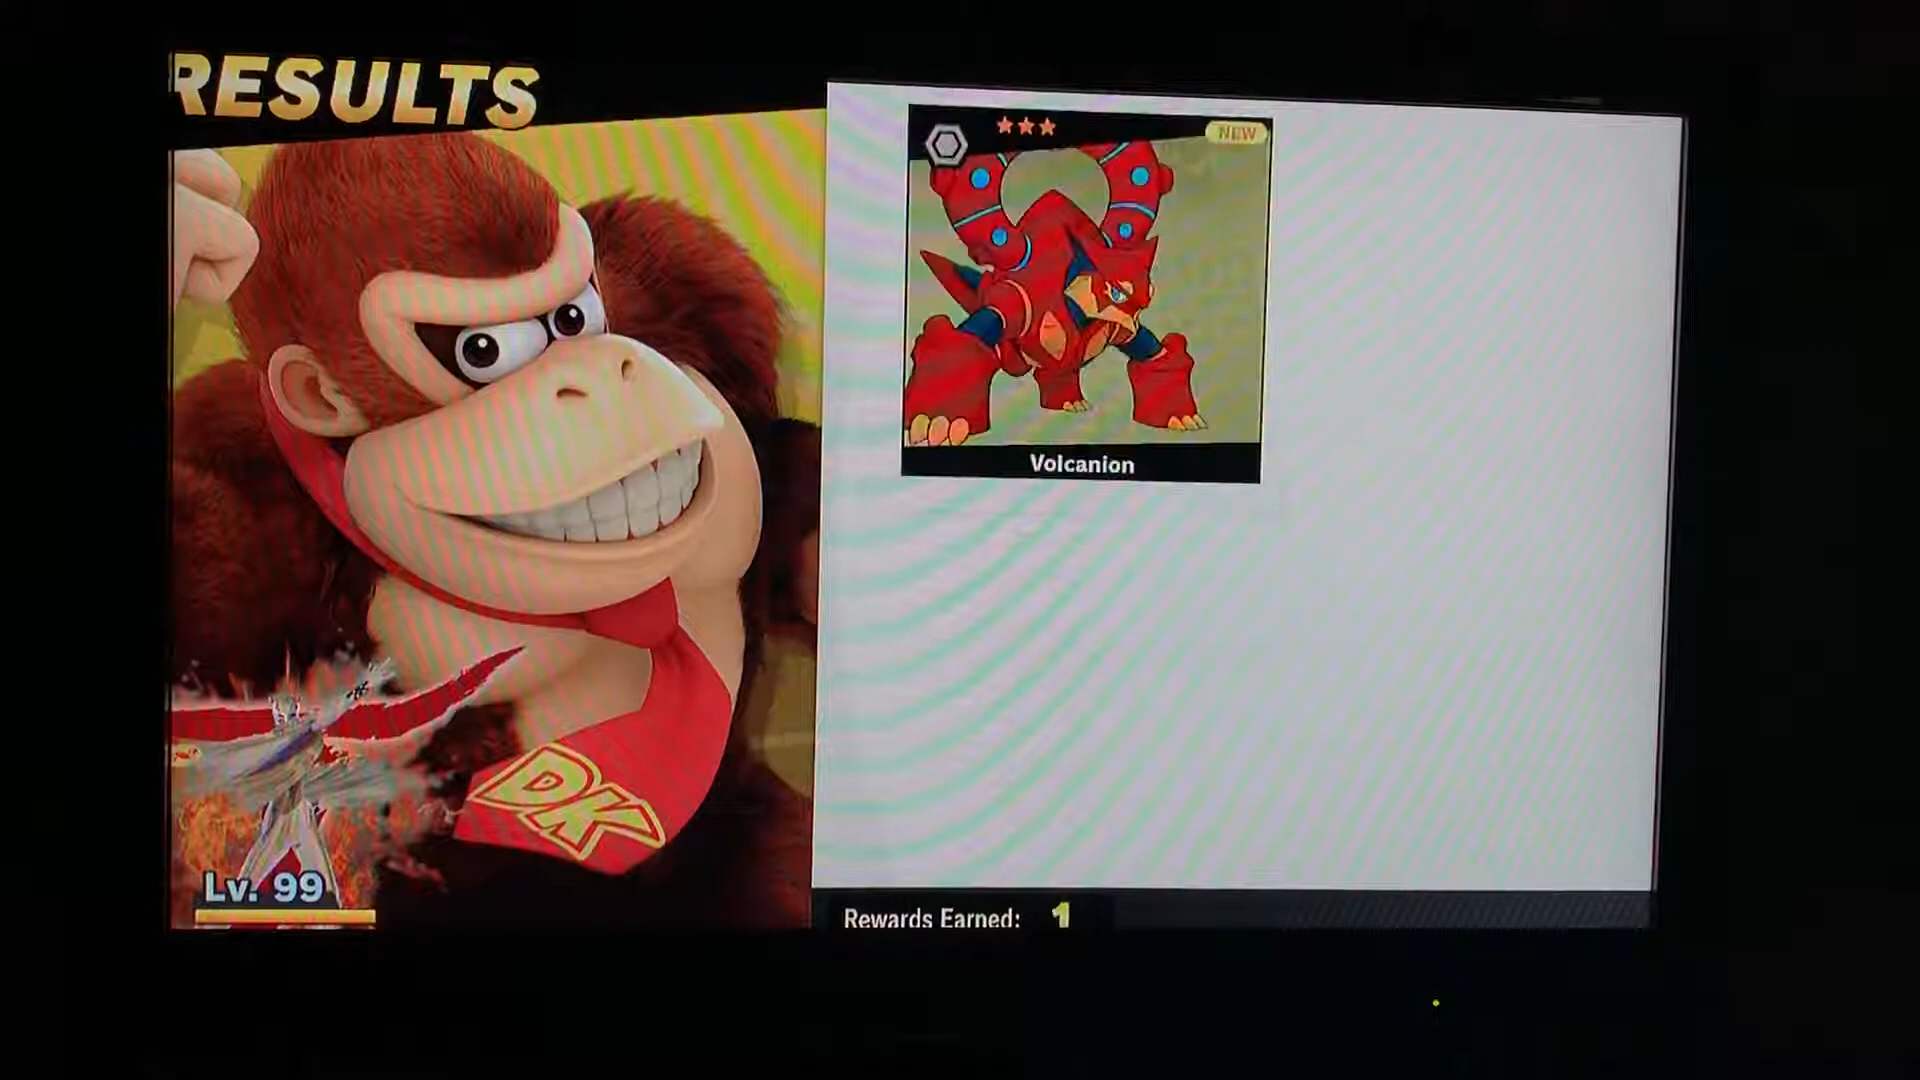 RESULTS
NEW
Volcanion
DK
Lv. 99
Rewards Earned: 1